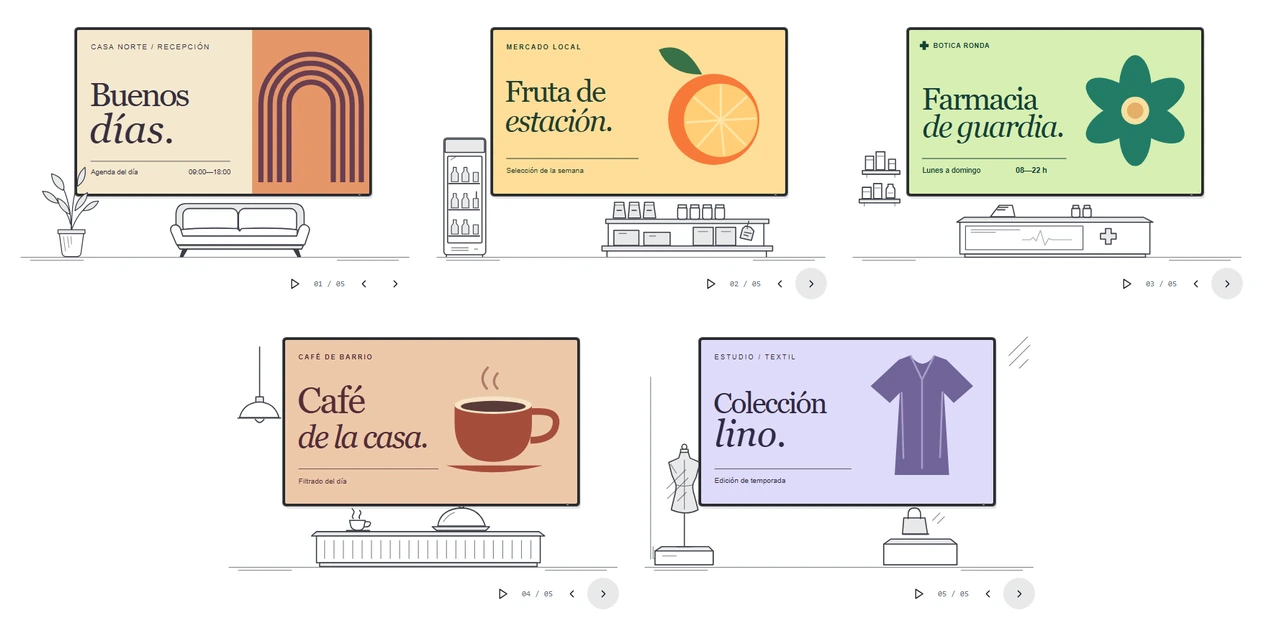 CASA NORTE / RECEPCIÓN
Buenos
días.
Agenda del día
09:00—18:00
01 / 05
MERCADO LOCAL
Fruta de
estación.
Selección de la semana
02 / 05
BOTICA RONDA
Farmacia
de guardia.
Lunes a domingo
08—22 h
03 / 05
CAFÉ DE BARRIO
Café
de la casa.
Filtrado del día
04 / 05
ESTUDIO / TEXTIL
Colección
lino.
Edición de temporada
05 / 05